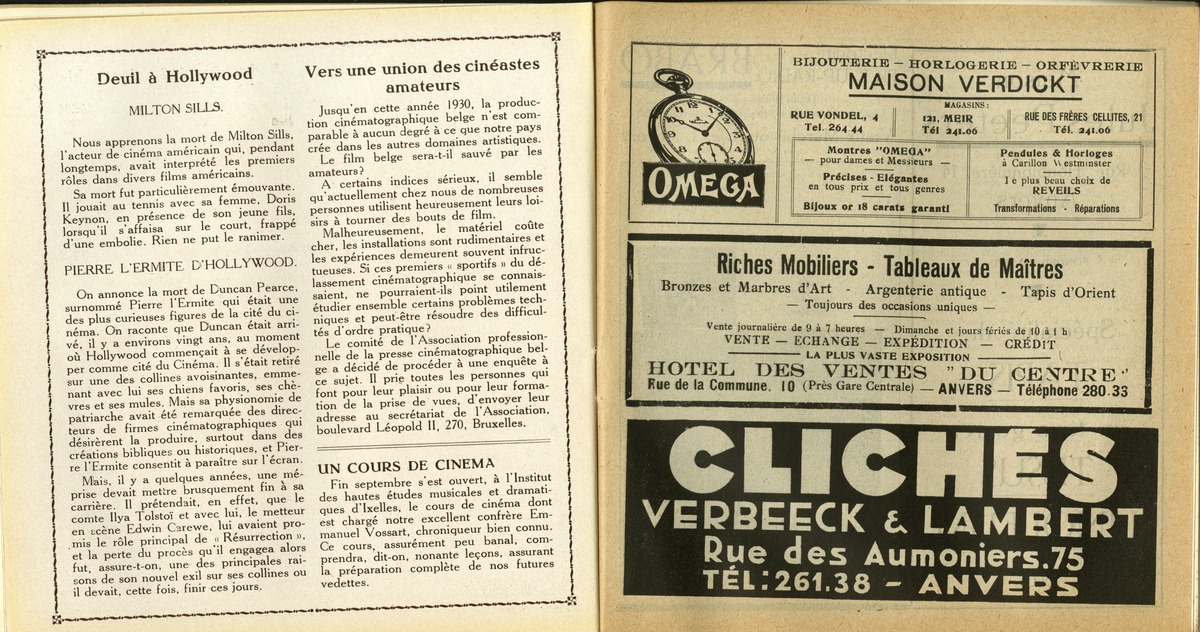 Deuil à Hollywood
MILTON SILLS.
Nous apprenons la mort de Milton Sills,
l'acteur de cinéma américain qui, pendant
longtemps, avait interprété les premiers
rôles dans divers films américains.
Sa mort fut particulièrement émouvante.
Il jouait au tennis avec sa femme, Doris
Keynon, en présence de son jeune fils,
lorsqu'il s'affaisa sur le court, frappé
d'une embolie. Rien ne put le ranimer.
PIERRE L'ERMITE D'HOLLYWOOD.
On annonce la mort de Duncan Pearce,
surnommé Pierre l'Ermite qui était une
des plus curieuses figures de la cité du ci-
néma. On raconte que Duncan était arri-
vé, il y a environs vingt ans, au moment
où Hollywood commençait à se dévelop-
per comme cité du Cinéma. Il s'était retiré
sur une des collines avoisinantes, emme-
nant avec lui ses chiens favoris, ses chè-
vres et ses mules. Mais sa physionomie de
patriarche avait été remarquée des direc-
teurs de firmes cinématographiques qui
désirèrent la produire, surtout dans des
créations bibliques ou historiques, et Pier-
re l'Ermite consentit à paraître sur l'écran.
Mais, il y a quelques années, une mé-
prise devait mettre brusquement fin à sa
carrière. Il prétendait, en effet, que le
comte Ilya Tolstoï et avec lui, le metteur
en scène Edwin Carewe, lui avaient pro-
mis le rôle principal de « Résurrection »,
et la perte du procès qu'il engagea alors
fut, assure-t-on, une des principales rai-
sons de son nouvel exil sur ses collines ou
il devait, cette fois, finir ces jours.
Vers une union des cinéastes
amateurs
Jusqu'en cette année 1930, la produc-
tion cinématographique belge n'est com-
parable à aucun degré à ce que notre pays
crée dans les autres domaines artistiques.
Le film belge sera-t-il sauvé par les
amateurs?
A certains indices sérieux, il semble
qu'actuellement chez nous de nombreuses
personnes utilisent heureusement leurs loi-
sirs à tourner des bouts de film.
Malheureusement, le matériel coûte
cher, les installations sont rudimentaires et
les expériences demeurent souvent infruc-
tueuses. Si ces premiers « sportifs » du dé-
lassement cinématographique se connais-
saient, ne pourraient-ils point utilement
étudier ensemble certains problèmes tech-
niques et peut-être résoudre des difficul-
tés d'ordre pratique?
Le comité de l'Association profession-
nelle de la presse cinématographique bel-
ge a décidé de procéder à une enquête à
ce sujet. Il prie toutes les personnes qui
font pour leur plaisir ou pour leur forma-
tion de la prise de vues, d'envoyer leur
adresse au secrétariat de l'Association,
boulevard Léopold II, 270, Bruxelles.
UN COURS DE CINEMA
Fin septembre s'est ouvert, à l'Institut
des hautes études musicales et dramati-
ques d'Ixelles, le cours de cinéma dont
est chargé notre excellent confrère Em-
manuel Vossart, chroniqueur bien connu.
Ce cours, assurément peu banal, com-
prendra, dit-on, nonante leçons, assurant
la préparation complète de nos futures
vedettes.
OMEGA
BIJOUTERIE - HORLOGERIE - ORFÈVRERIE
MAISON VERDICKT
MAGASINS:
RUE VONDEL, 4
Tel. 264 44
121, MEIR
Tél 241.06
RUE DES FRÈRES CELLITES, 21
Tél. 241.06
Montres "OMEGA"
— pour dames et Messieurs —
Précises - Elégantes
en tous prix et tous genres
Bijoux or 18 carats garanti
Pendules & Horloges
à Carillon Westminster
Le plus beau choix de
REVEILS
Transformations - Réparations
Riches Mobiliers - Tableaux de Maîtres
Bronzes et Marbres d'Art - Argenterie antique - Tapis d'Orient
— Toujours des occasions uniques —
Vente journalière de 9 à 7 heures — Dimanche et jours fériés de 10 à 1 h
VENTE — ECHANGE — EXPÉDITION — CRÉDIT
LA PLUS VASTE EXPOSITION
HOTEL DES VENTES "DU CENTRE"
Rue de la Commune. 10 (Près Gare Centrale) — ANVERS — Téléphone 280.33
CLICHÉS
VERBEECK & LAMBERT
Rue des Aumoniers.75
TÉL:261.38 - ANVERS